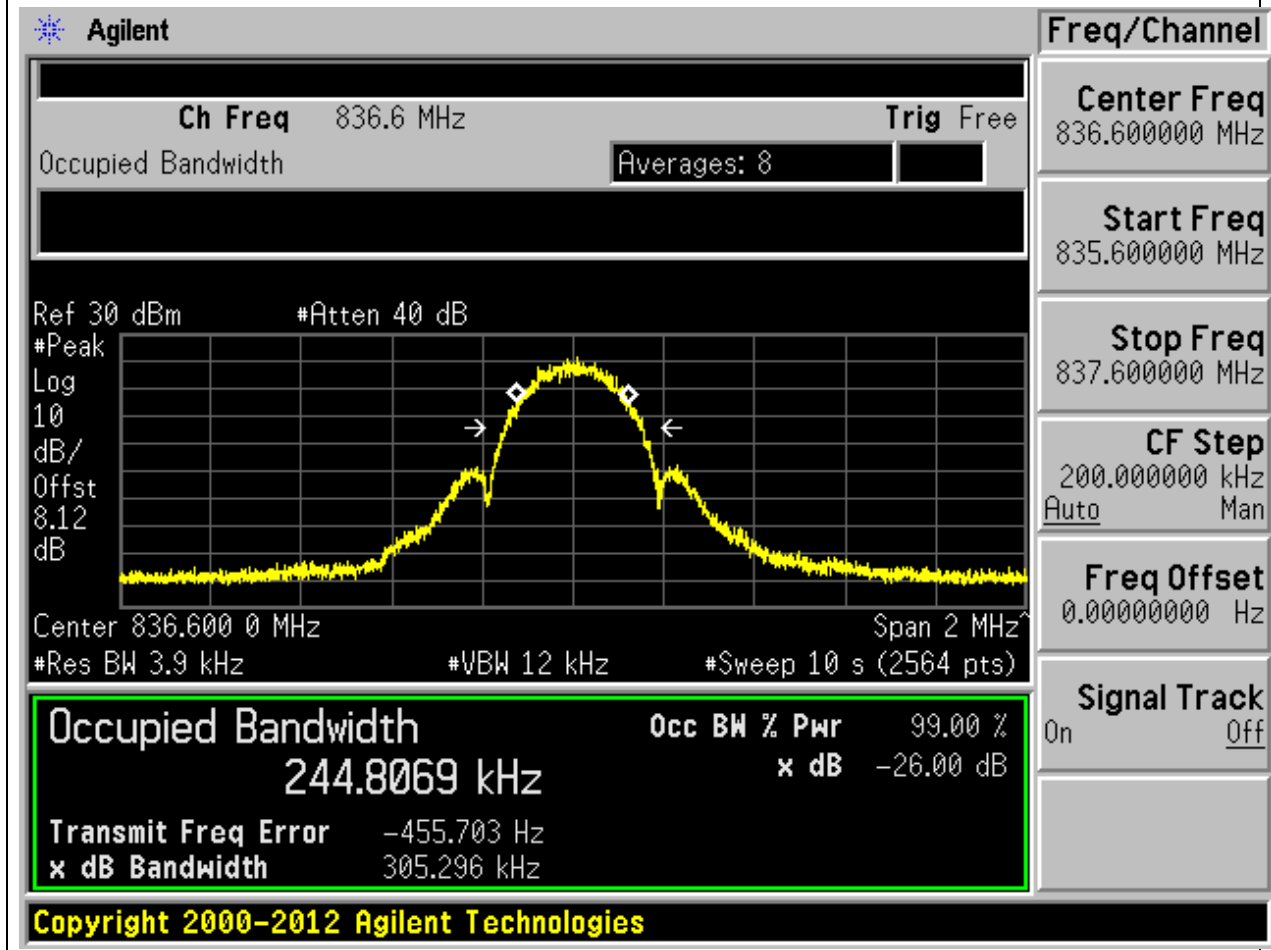 Agilent
Freq/Channel
Ch Freq 836.6 MHz Trig Free
Occupied Bandwidth Averages: 8
Ref 30 dBm #Atten 40 dB
#Peak
Log
10
dB/
Offst
8.12
dB
Center 836.600 0 MHz Span 2 MHz^
#Res BW 3.9 kHz #VBW 12 kHz #Sweep 10 s (2564 pts)
Occupied Bandwidth Occ BW % Pwr 99.00 %
244.8069 kHz x dB -26.00 dB
Transmit Freq Error -455.703 Hz
x dB Bandwidth 305.296 kHz
Copyright 2000-2012 Agilent Technologies
Center Freq
836.600000 MHz
Start Freq
835.600000 MHz
Stop Freq
837.600000 MHz
CF Step
200.000000 kHz
Auto Man
Freq Offset
0.00000000 Hz
Signal Track
On Off